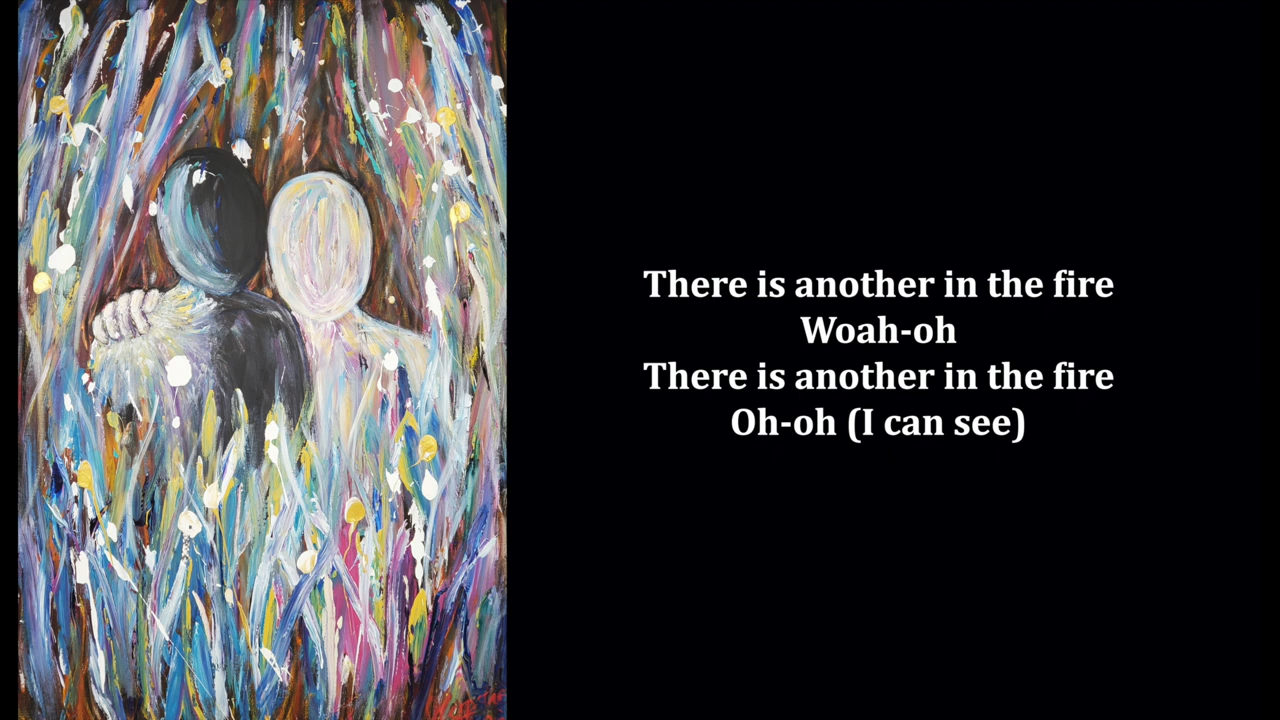 There is another in the fire
Woah-oh
There is another in the fire
Oh-oh (I can see)